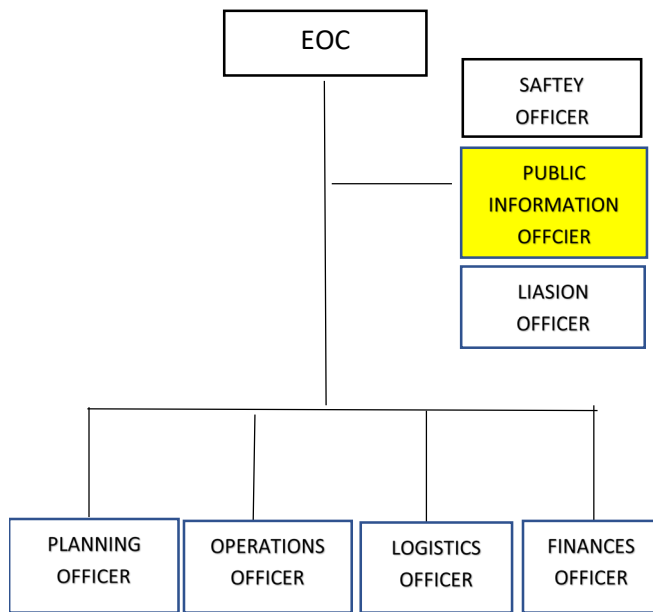 EOC
SAFTEY
OFFICER
PUBLIC
INFORMATION
OFFCIER
LIASION
OFFICER
PLANNING
OFFICER
OPERATIONS
OFFICER
LOGISTICS
OFFICER
FINANCES
OFFICER